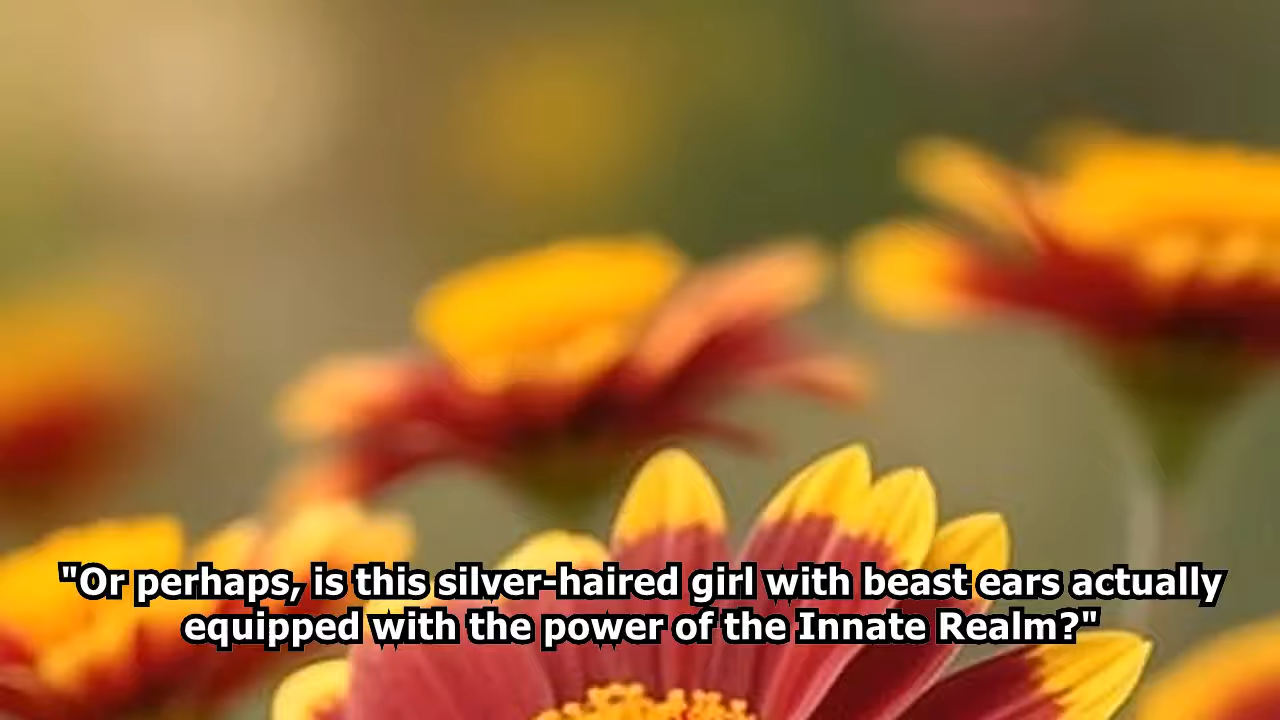 "Or perhaps, is this silver-haired girl with beast ears actually
equipped with the power of the Innate Realm?"